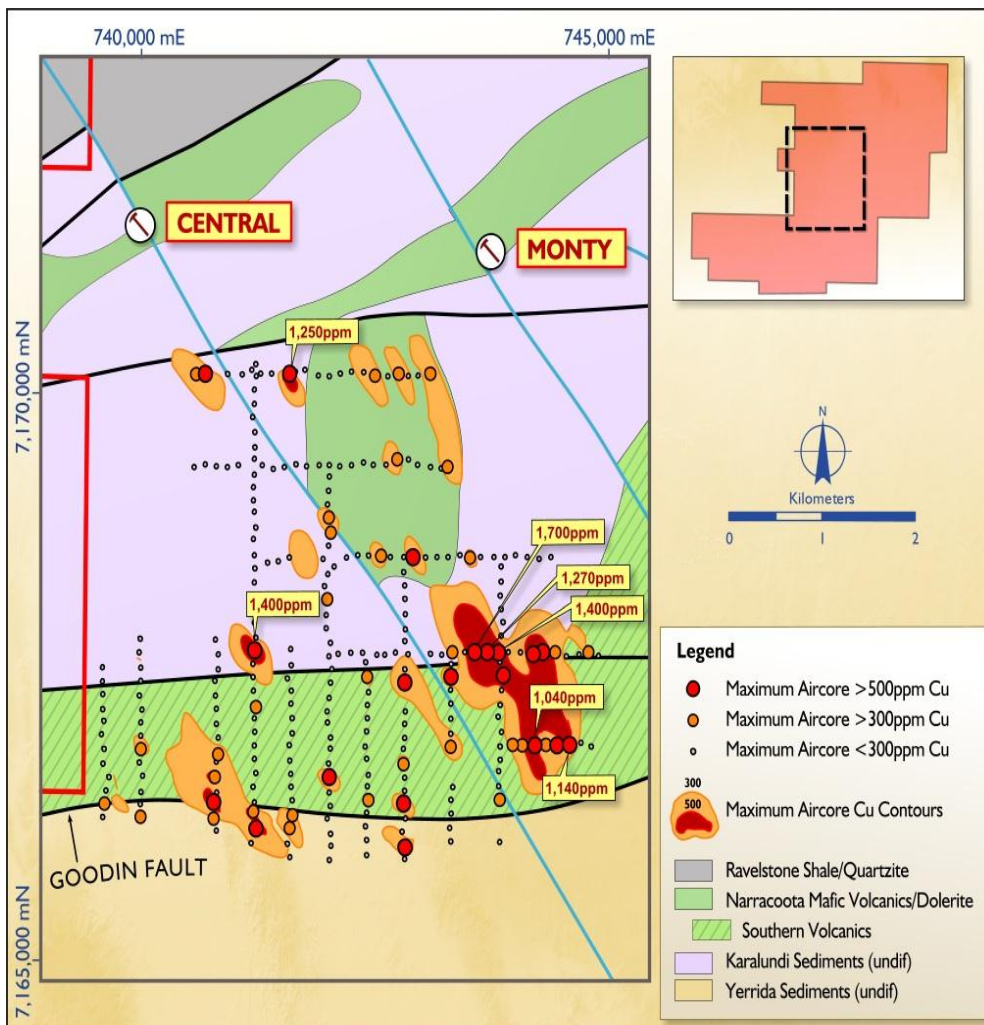 740,000 mE
745,000 mE
CENTRAL
MONTY
1,250ppm
7,170,000 mN
N
Kilometers
0 1 2
1,700ppm
1,270ppm
1,400ppm
1,400ppm
1,040ppm
1,140ppm
GOODIN FAULT
7,165,000 mN
Legend
Maximum Aircore >500ppm Cu
Maximum Aircore >300ppm Cu
Maximum Aircore <300ppm Cu
300
500
Maximum Aircore Cu Contours
Ravelstone Shale/Quartzite
Narracoota Mafic Volcanics/Dolerite
Southern Volcanics
Karalundi Sediments (undif)
Yerrida Sediments (undif)